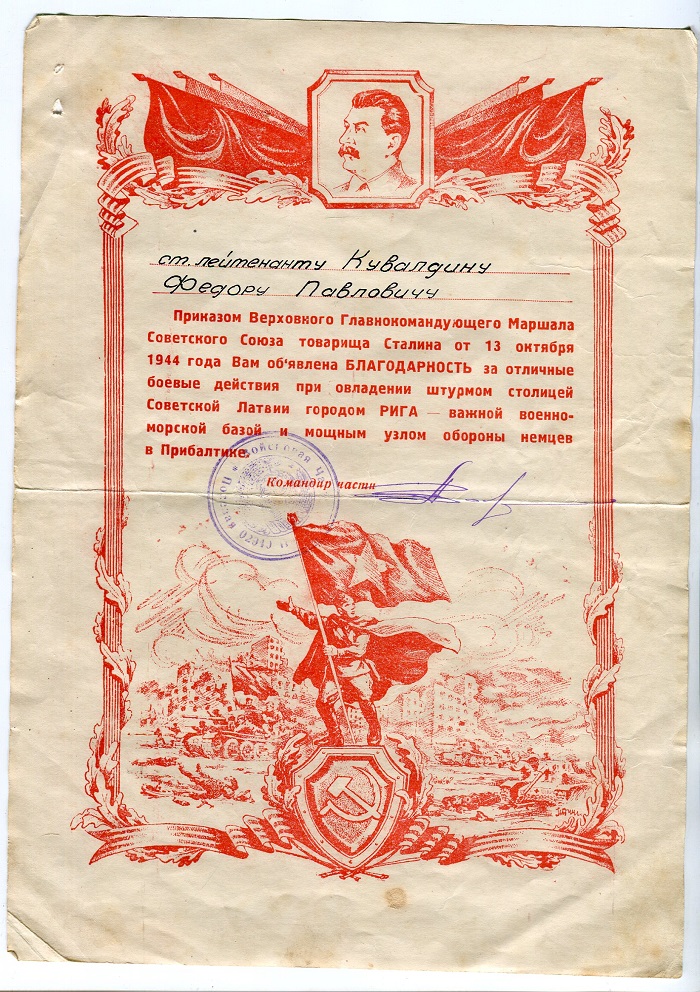 ст. лейтенанту Кувалдину
Федору Павловичу
Приказом Верховного Главнокомандующего Маршала
Советского Союза товарища Сталина от 13 октября
1944 года Вам об'явлена БЛАГОДАРНОСТЬ за отличные
боевые действия при овладении штурмом столицей
Советской Латвии городом РИГА — важной военно-
морской базой и мощным узлом обороны немцев
в Прибалтике.
Командир части